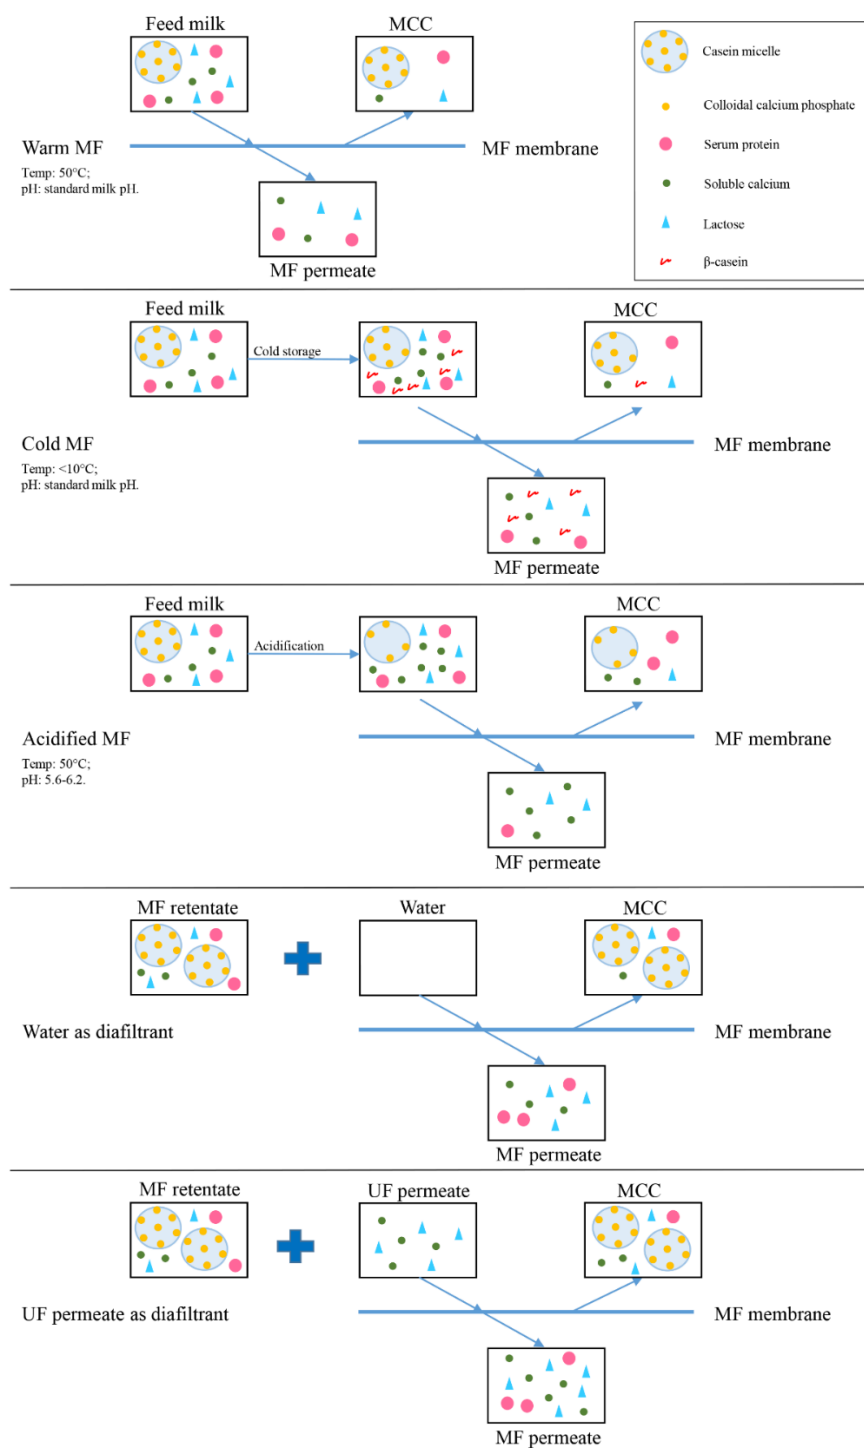 Feed milk
MCC
Warm MF
Temp: 50°C;
pH: standard milk pH.
MF membrane
MF permeate
Casein micelle
Colloidal calcium phosphate
Serum protein
Soluble calcium
Lactose
β-casein
Feed milk
Cold storage
MCC
Cold MF
Temp: <10°C;
pH: standard milk pH.
MF membrane
MF permeate
Feed milk
Acidification
MCC
Acidified MF
Temp: 50°C;
pH: 5.6-6.2.
MF membrane
MF permeate
MF retentate
Water
MCC
Water as diafiltrant
MF membrane
MF permeate
MF retentate
UF permeate
MCC
UF permeate as diafiltrant
MF membrane
MF permeate